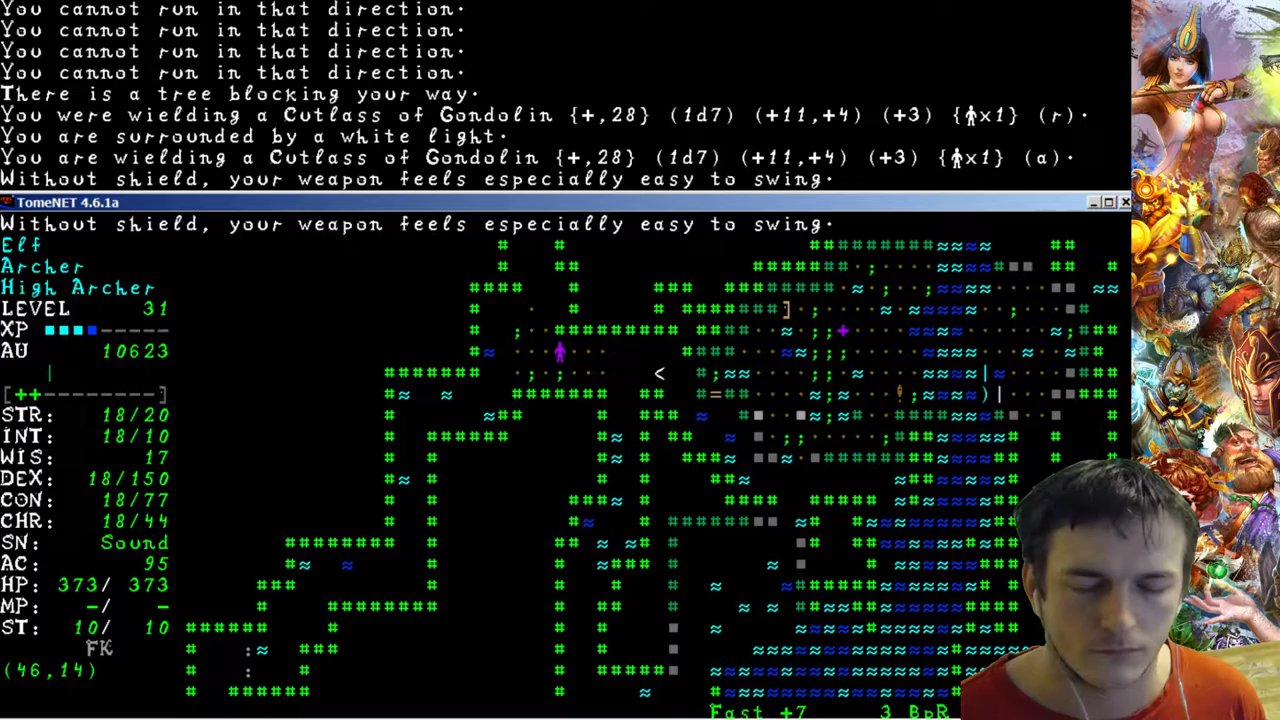 You cannot run in that direction.
You cannot run in that direction.
You cannot run in that direction.
You cannot run in that direction.
There is a tree blocking your way.
You were wielding a Cutlass of Gondolin {+,28} (1d7) (+11,+4) (+3) {x1} (r).
You are surrounded by a white light.
You are wielding a Cutlass of Gondolin {+,28} (1d7) (+11,+4) (+3) {x1} (a).
Without shield, your weapon feels especially easy to swing.
TomeNET 4.6.1a
Without shield, your weapon feels especially easy to swing.
Elf
Archer
High Archer
LEVEL 31
XP
AU 10623
[++---------]
STR: 18/20
INT: 18/10
WIS: 17
DEX: 18/150
CON: 18/77
CHR: 18/44
SN: Sound
AC: 95
HP: 373/ 373
MP: -/ -
ST: 10/ 10
FK
(46,14)
Fast +7 3 BpR